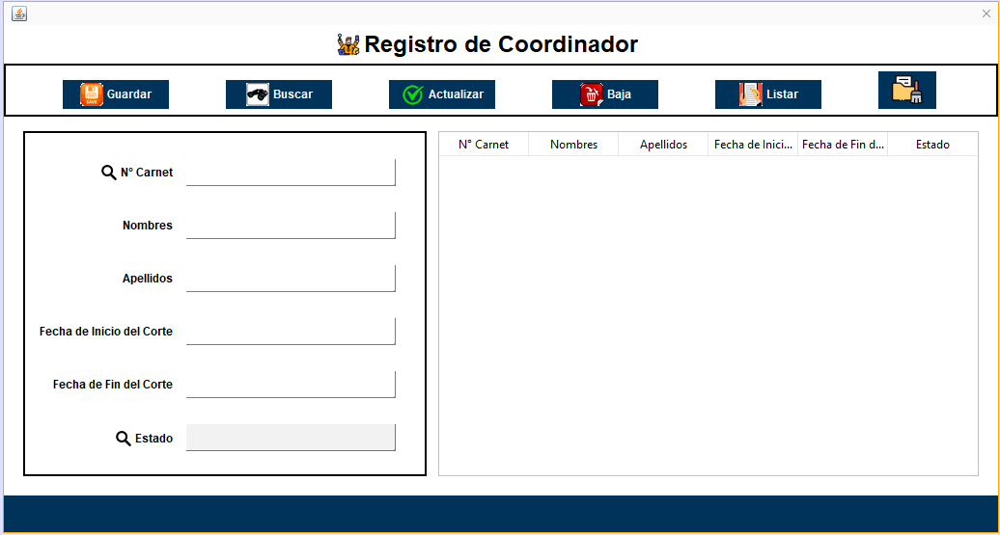 Registro de Coordinador
SAVE Guardar
Buscar
Actualizar
Baja
Listar
N° Carnet
Nombres
Apellidos
Fecha de Inicio del Corte
Fecha de Fin del Corte
Estado
N° Carnet Nombres Apellidos Fecha de Inici... Fecha de Fin d... Estado